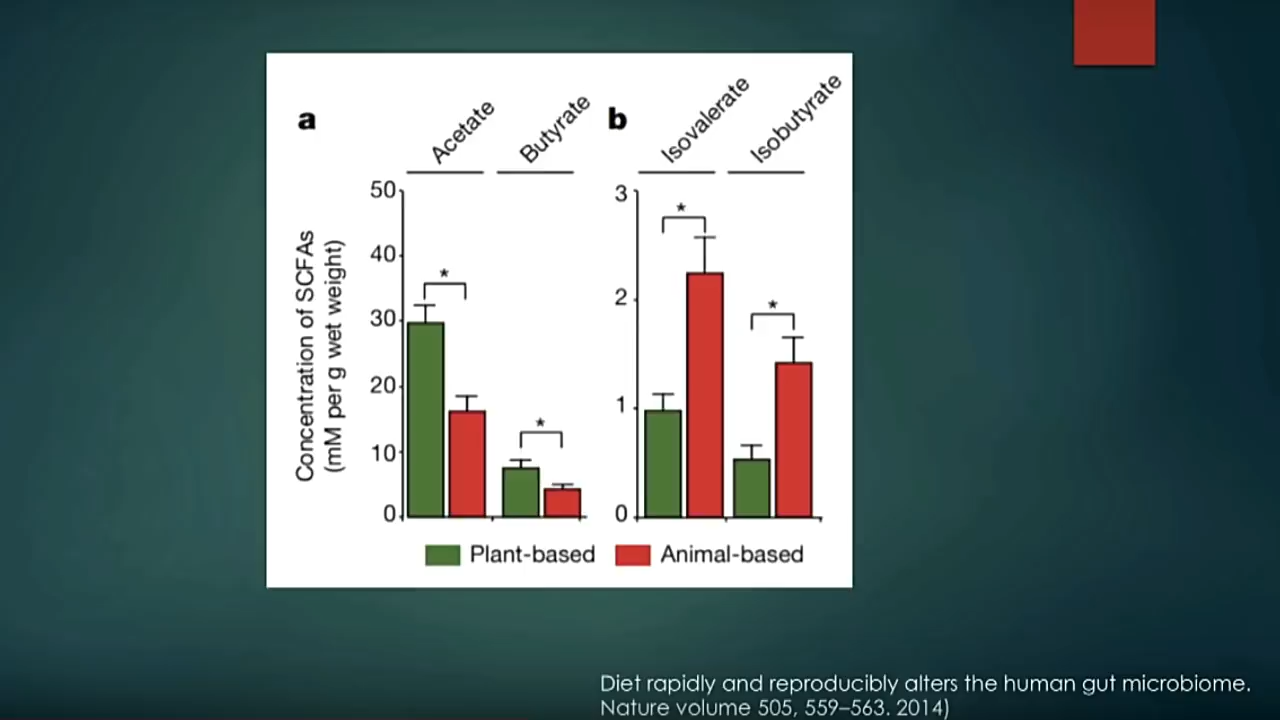 a
Acetate
Butyrate
b
Isovalerate
Isobutyrate
Concentration of SCFAs
(mM per g wet weight)
50
40
30
20
10
0
*
*
3
2
1
0
*
*
Plant-based
Animal-based
Diet rapidly and reproducibly alters the human gut microbiome.
Nature volume 505, 559–563. 2014)